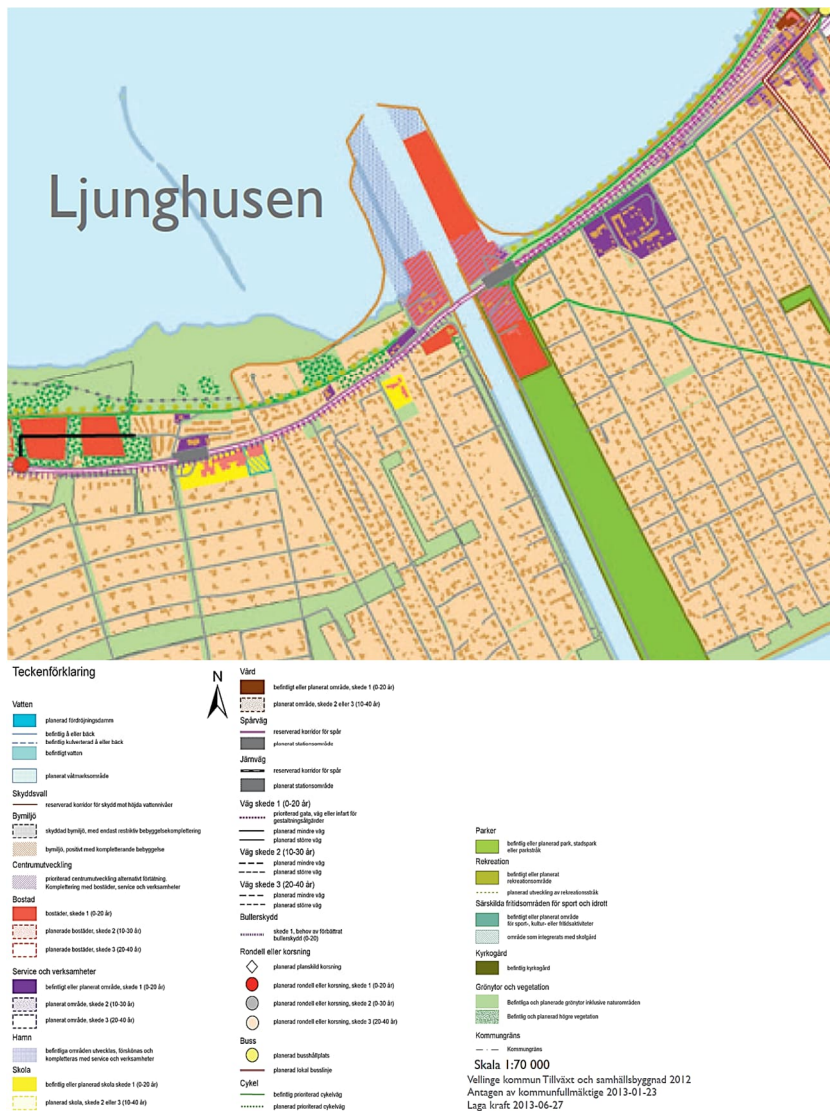 Ljunghusen
Teckenförklaring
Vatten
planerad fördröjningsdamm
befintlig å eller bäck
befintlig kulverterad å eller bäck
befintligt vatten
planerat våtmarksområde
Skyddsvall
reserverad korridor för skydd mot höjda vattennivåer
Bymiljö
skyddad bymiljö, med endast restriktiv bebyggelsekomplettering
bymiljö, positivt med kompletterande bebyggelse
Centrumutveckling
prioriterad centrumutveckling alternativt förtätning.
Komplettering med bostäder, service och verksamheter
Bostad
bostäder, skede 1 (0-20 år)
planerade bostäder, skede 2 (10-30 år)
planerade bostäder, skede 3 (20-40 år)
Service och verksamheter
befintligt eller planerat område, skede 1 (0-20 år)
planerat område, skede 2 (10-30 år)
planerat område, skede 3 (20-40 år)
Hamn
befintliga områden utvecklas, förskönas och
kompletteras med service och verksamheter
Skola
befintlig eller planerad skola skede 1 (0-20 år)
planerad skola, skede 2 eller 3 (10-40 år)
N
Vård
befintligt eller planerat område, skede 1 (0-20 år)
planerat område, skede 2 eller 3 (10-40 år)
Spårväg
reserverad korridor för spår
planerat stationsområde
Järnväg
reserverad korridor för spår
planerat stationsområde
Väg skede 1 (0-20 år)
prioriterad gata, väg eller infart för
gestaltningsåtgärder
planerad mindre väg
planerad större väg
Väg skede 2 (10-30 år)
planerad mindre väg
planerad större väg
Väg skede 3 (20-40 år)
planerad mindre väg
planerad större väg
Bullerskydd
skede 1, behov av förbättrat
bullerskydd (0-20)
Rondell eller korsning
planerad planskild korsning
planerad rondell eller korsning, skede 1 (0-20 år)
planerad rondell eller korsning, skede 2 (0-30 år)
planerad rondell eller korsning, skede 3 (20-40 år)
Buss
planerad busshållplats
planerad lokal busslinje
Cykel
befintlig prioriterad cykelväg
planerad prioriterad cykelväg
Parker
befintlig eller planerad park, stadspark
eller parkstråk
Rekreation
befintligt eller planerat
rekreationsområde
planerad utveckling av rekreationsstråk
Särskilda fritidsområden för sport och idrott
befintligt eller planerat område
för sport-, kultur- eller fritidsaktiviteter
område som integrerats med skolgård
Kyrkogård
befintlig kyrkogård
Grönytor och vegetation
Befintliga och planerade grönytor inklusive naturområden
Befintlig och planerad högre vegetation
Kommungräns
Kommungräns
Skala 1:70 000
Vellinge kommun Tillväxt och samhällsbyggnad 2012
Antagen av kommunfullmäktige 2013-01-23
Laga kraft 2013-06-27